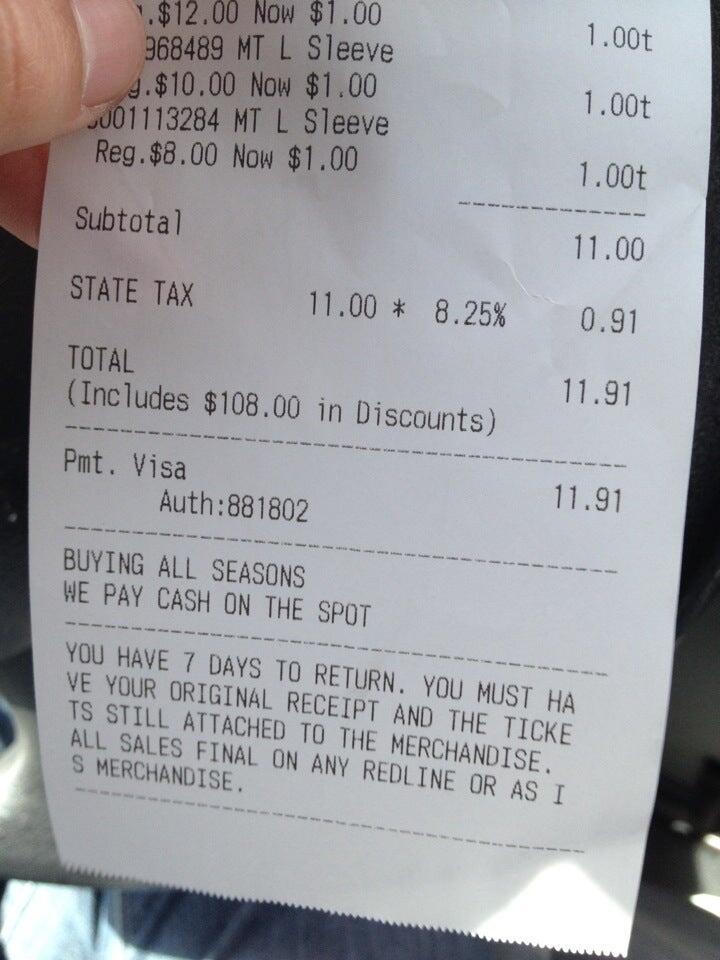 .$12.00 Now $1.00 1.00t
968489 MT L Sleeve
g.$10.00 Now $1.00 1.00t
001113284 MT L Sleeve
Reg.$8.00 Now $1.00 1.00t
Subtotal 11.00
STATE TAX 11.00 * 8.25% 0.91
TOTAL 11.91
(Includes $108.00 in Discounts)
Pmt. Visa 11.91
Auth:881802
BUYING ALL SEASONS
WE PAY CASH ON THE SPOT
YOU HAVE 7 DAYS TO RETURN. YOU MUST HA
VE YOUR ORIGINAL RECEIPT AND THE TICKE
TS STILL ATTACHED TO THE MERCHANDISE.
ALL SALES FINAL ON ANY REDLINE OR AS I
S MERCHANDISE.